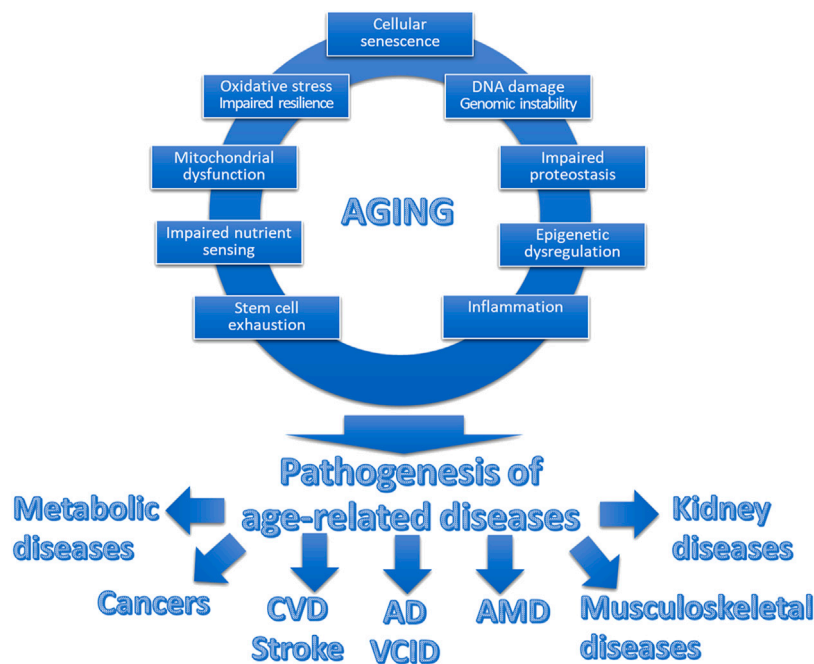 Cellular
senescence
Oxidative stress
Impaired resilience
DNA damage
Genomic instability
Mitochondrial
dysfunction
Impaired
proteostasis
AGING
Impaired nutrient
sensing
Epigenetic
dysregulation
Stem cell
exhaustion
Inflammation
Pathogenesis of
age-related diseases
Metabolic
diseases
Kidney
diseases
Cancers
CVD
Stroke
AD
VCID
AMD
Musculoskeletal
diseases